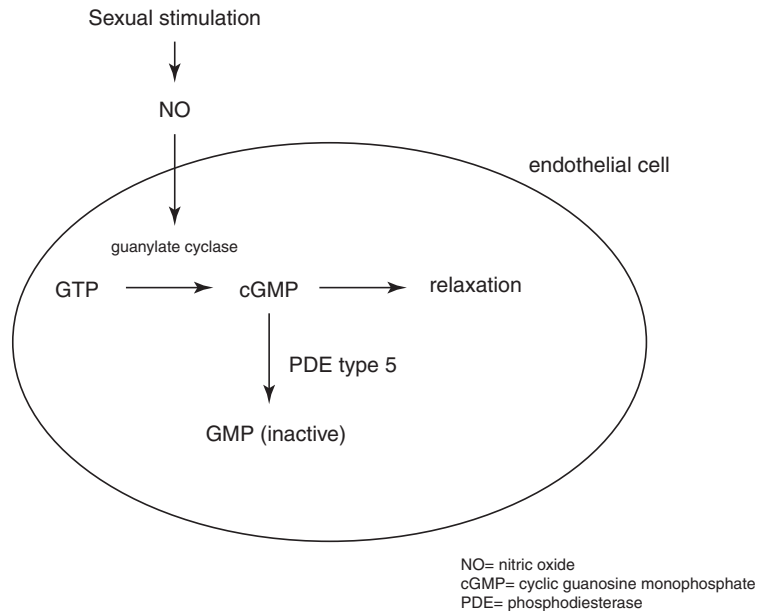 Sexual stimulation
NO
endothelial cell
guanylate cyclase
GTP
cGMP
relaxation
PDE type 5
GMP (inactive)
NO= nitric oxide
cGMP= cyclic guanosine monophosphate
PDE= phosphodiesterase